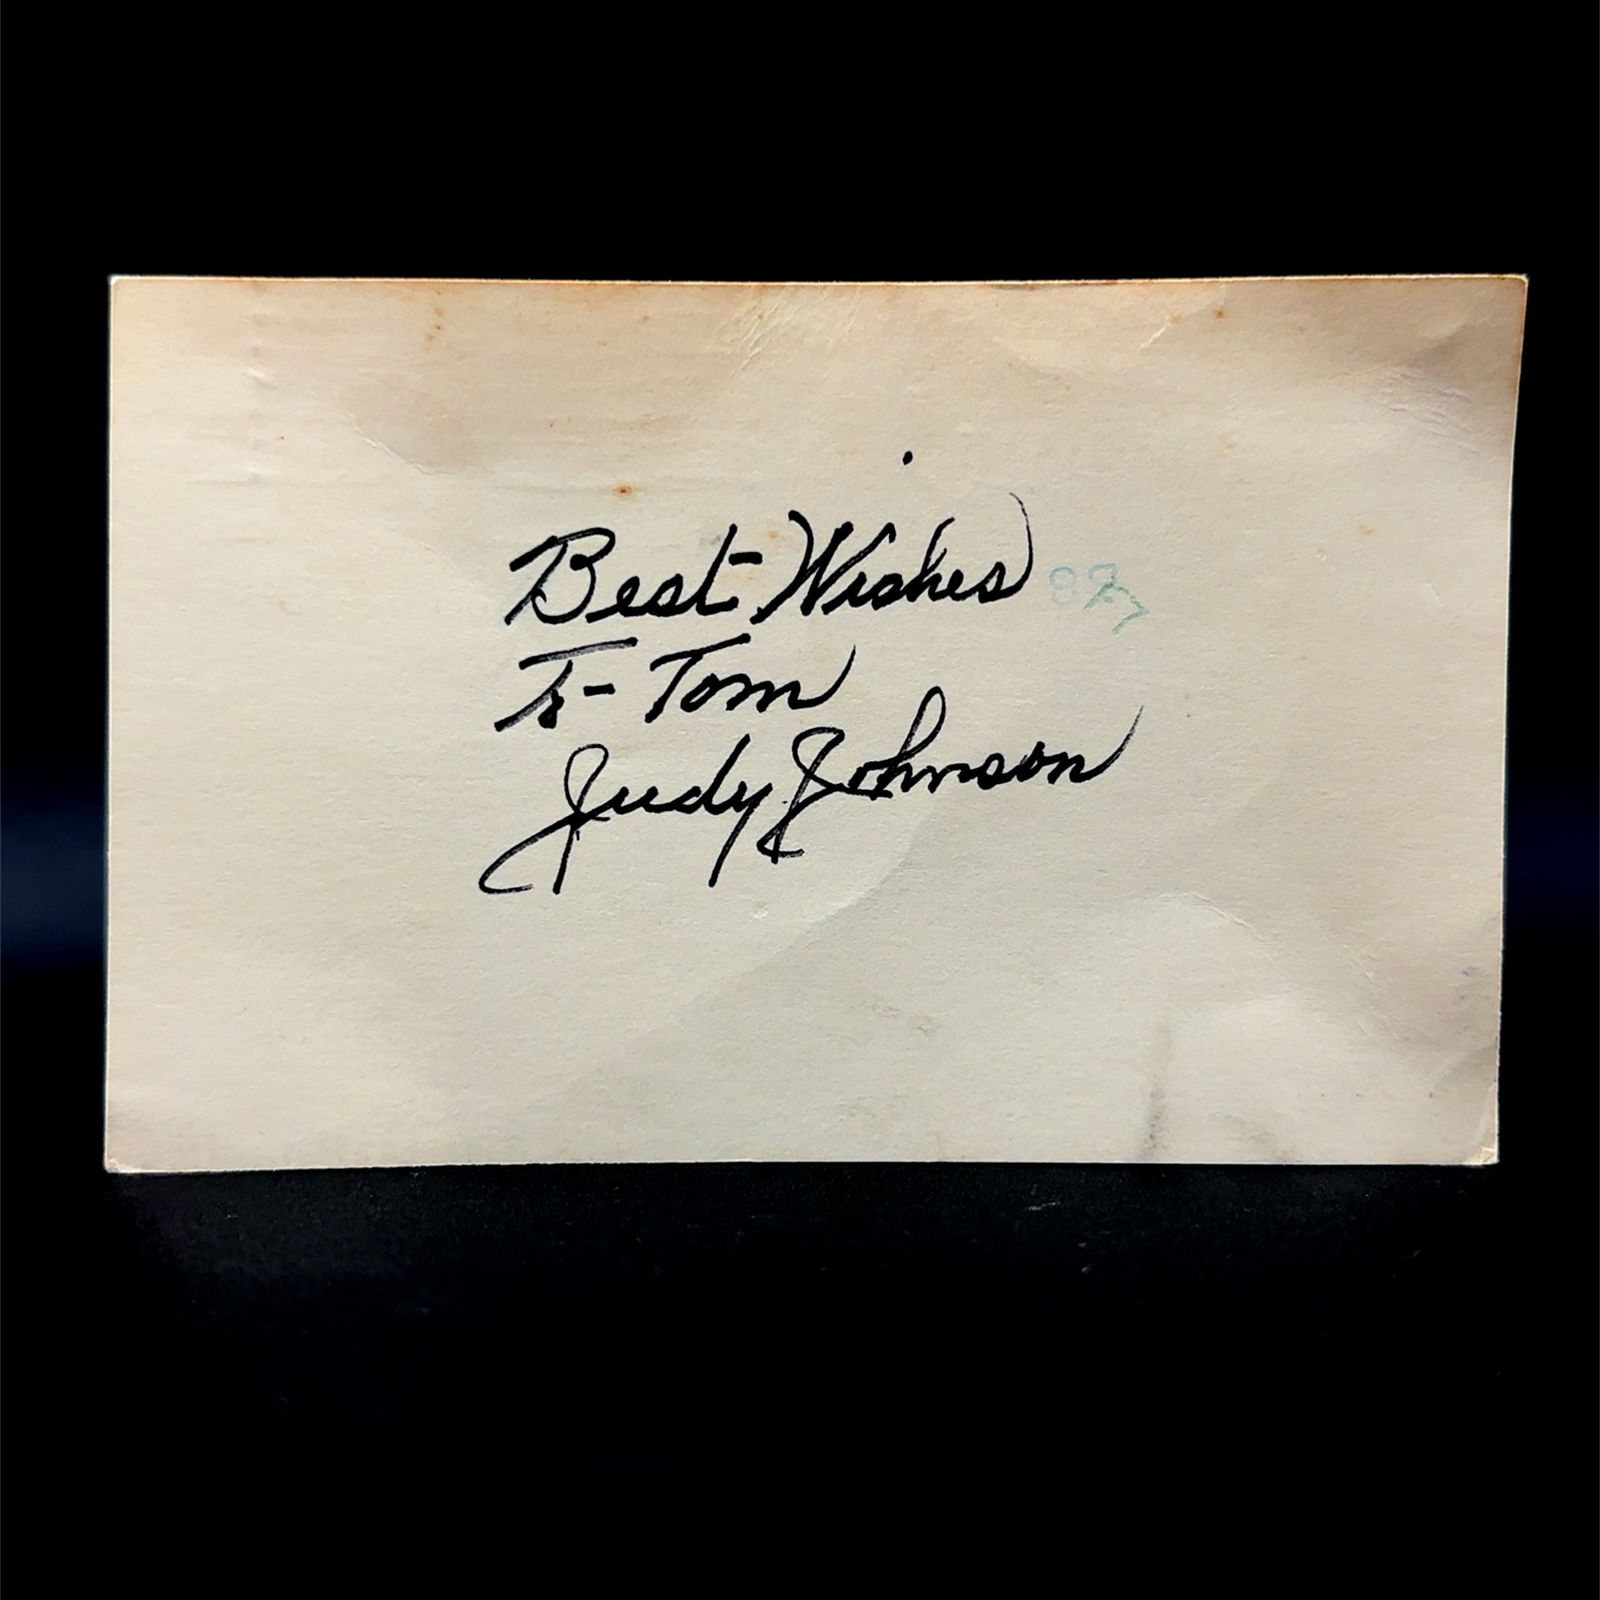 Best Wishes
To - Tom
Judy Johnson